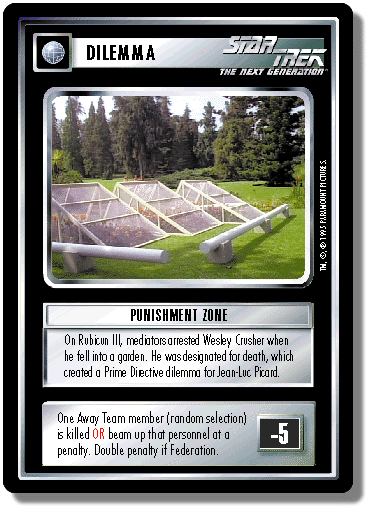 DILEMMA
STAR TREK
THE NEXT GENERATION®
TM, ®, © 1995 PARAMOUNT PICTURES.
PUNISHMENT ZONE
On Rubicun III, mediators arrested Wesley Crusher when
he fell into a garden. He was designated for death, which
created a Prime Directive dilemma for Jean-Luc Picard.
One Away Team member (random selection)
is killed OR beam up that personnel at a
penalty. Double penalty if Federation.
-5